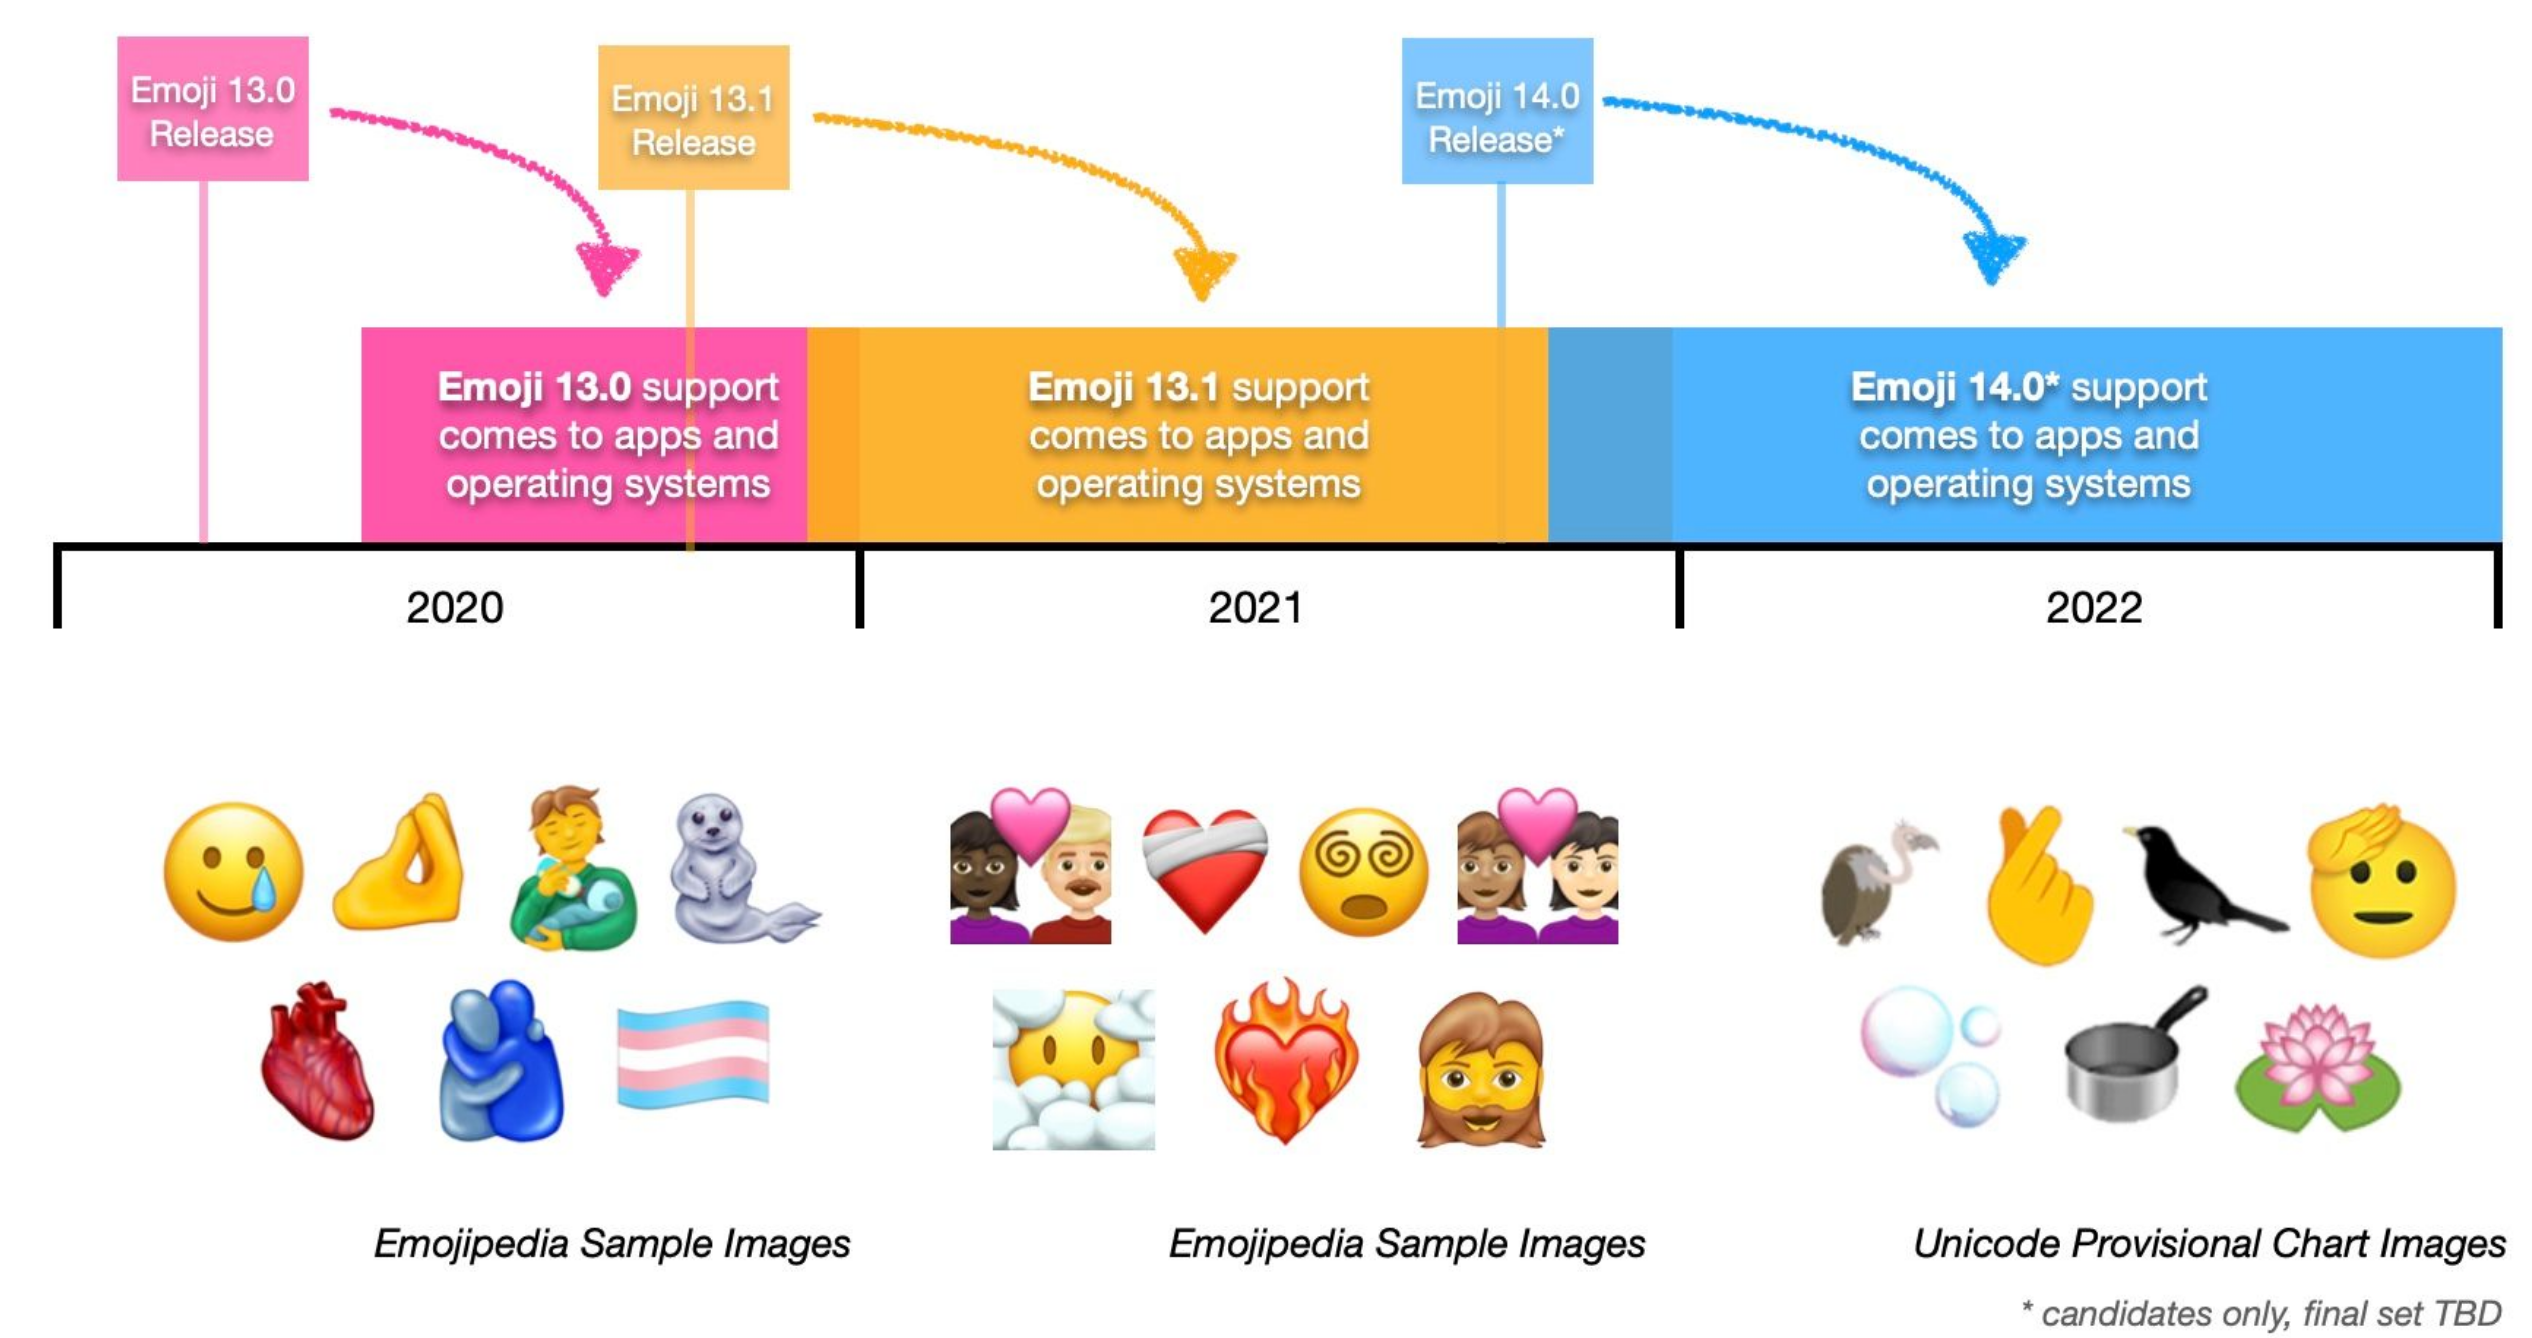 Emoji 13.0
Release
Emoji 13.1
Release
Emoji 14.0
Release*
Emoji 13.0 support
comes to apps and
operating systems
Emoji 13.1 support
comes to apps and
operating systems
Emoji 14.0* support
comes to apps and
operating systems
2020
2021
2022
Emojipedia Sample Images
Emojipedia Sample Images
Unicode Provisional Chart Images
* candidates only, final set TBD